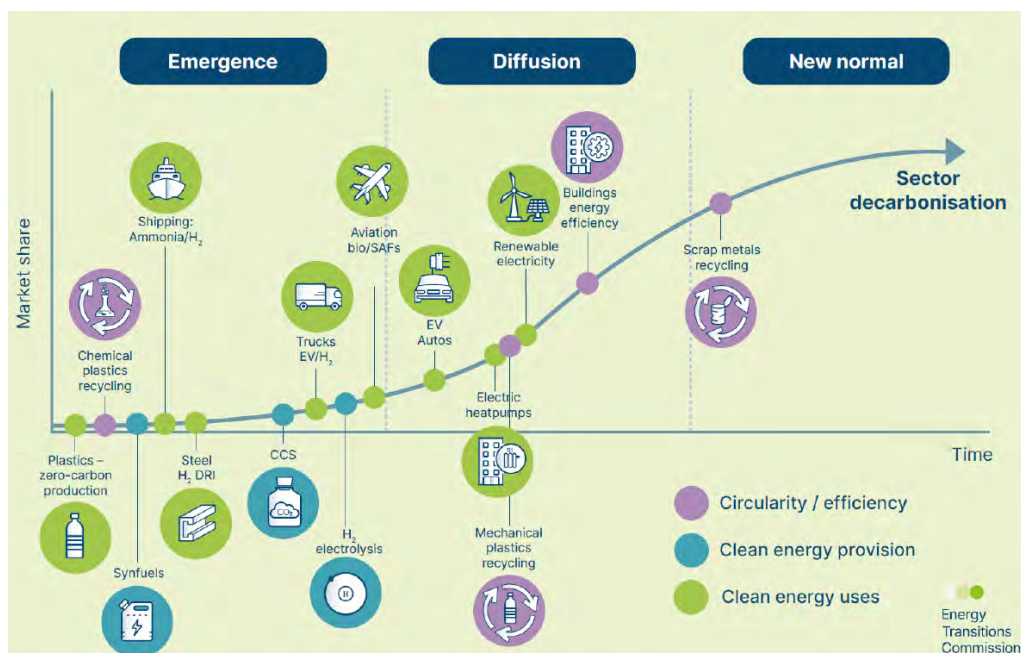 Emergence
Diffusion
New normal
Market share
Time
Sector
decarbonisation
Shipping:
Ammonia/H₂
Chemical
plastics
recycling
Trucks
EV/H₂
Aviation
bio/SAFs
EV
Autos
Renewable
electricity
Buildings
energy
efficiency
Scrap metals
recycling
Electric
heatpumps
Plastics –
zero-carbon
production
Steel
H₂ DRI
Synfuels
CCS
CO₂
H₂
electrolysis
H
Mechanical
plastics
recycling
Circularity / efficiency
Clean energy provision
Clean energy uses
Energy
Transitions
Commission